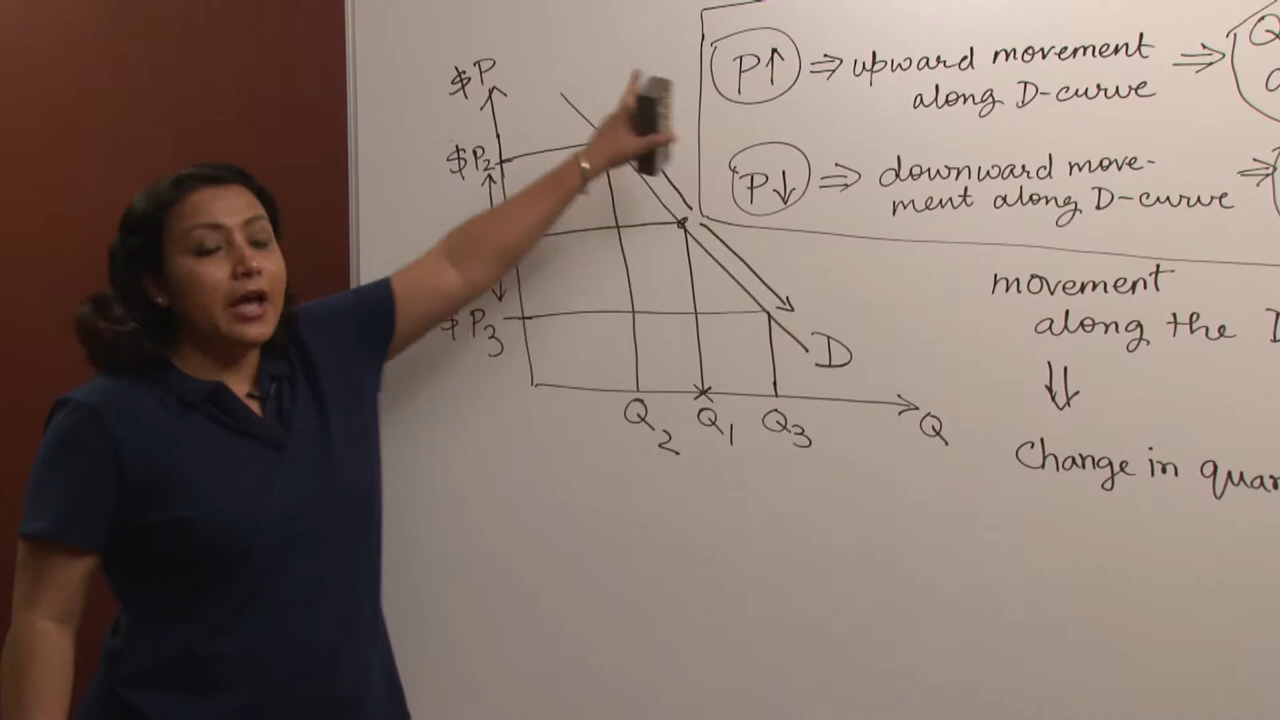 $P
$P2
$P3
D
Q2 Q1 Q3 Q
P↑ ⇒ upward movement ⇒
along D-curve
P↓ ⇒ downward move- ⇒
ment along D-curve
movement
along the
⇓
Change in